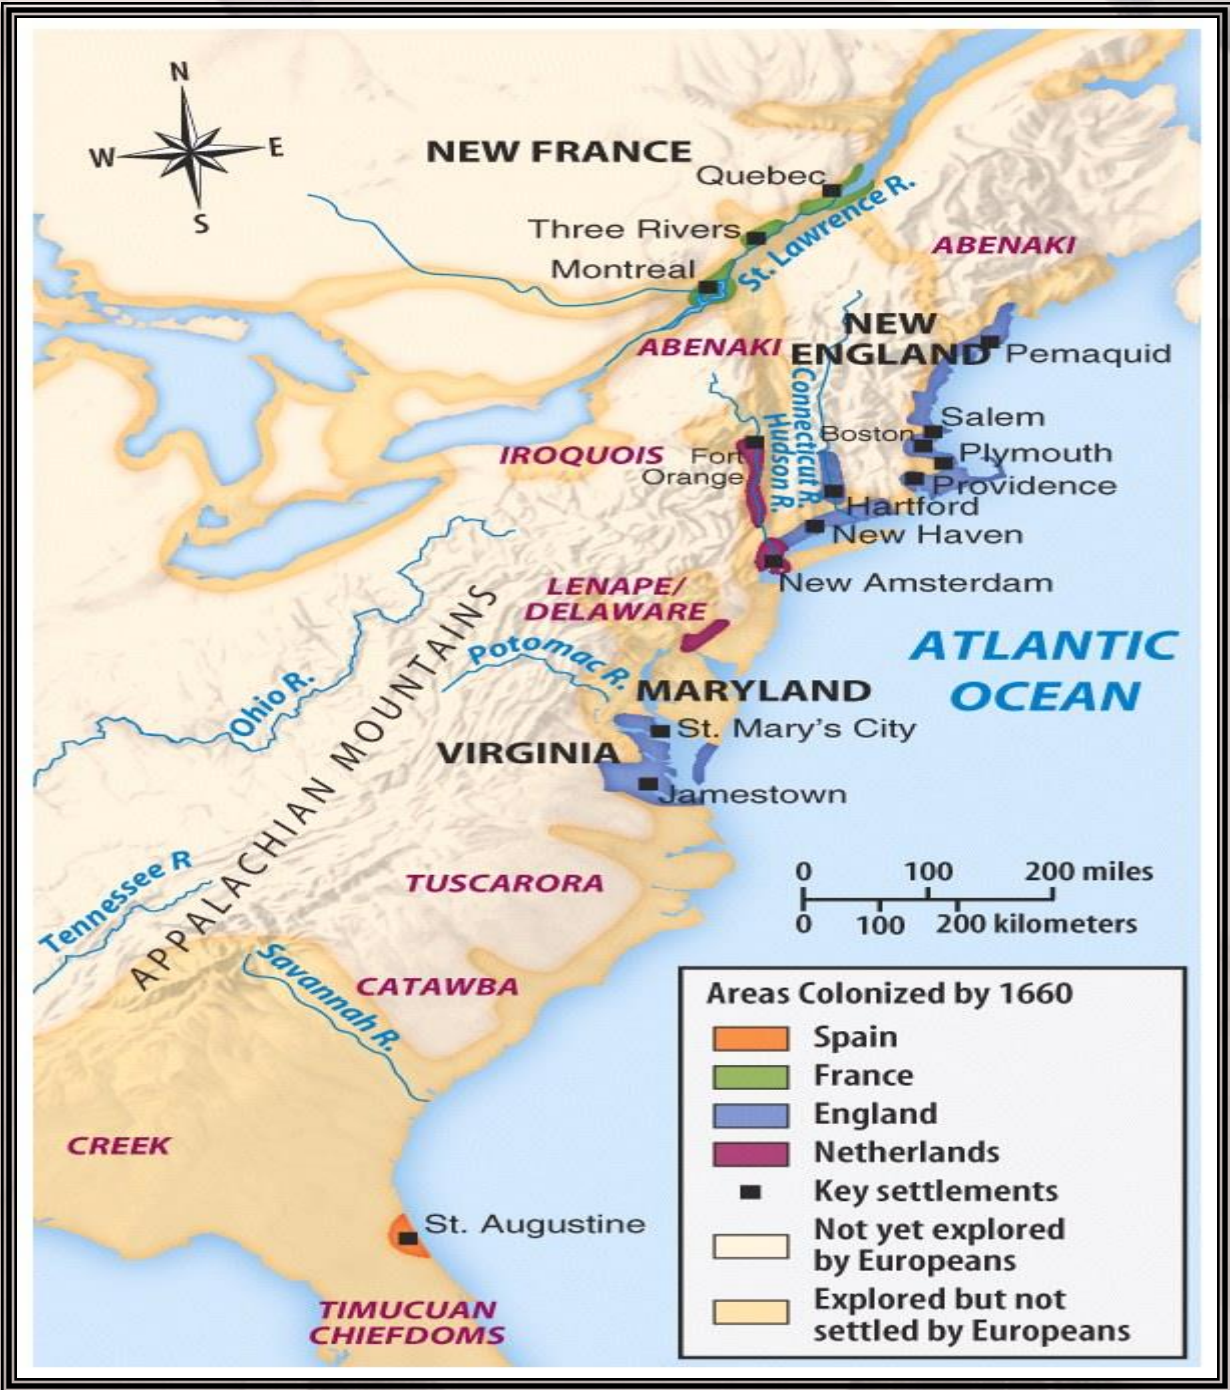 N
W
E
S
NEW FRANCE
Quebec
St. Lawrence R.
Three Rivers
ABENAKI
Montreal
NEW
ENGLAND
ABENAKI
Pemaquid
Connecticut R.
Hudson R.
Salem
Boston
IROQUOIS
Fort
Orange
Plymouth
Providence
Hartford
New Haven
New Amsterdam
LENAPE/
DELAWARE
ATLANTIC
OCEAN
Potomac R.
Ohio R.
APPALACHIAN MOUNTAINS
MARYLAND
St. Mary's City
VIRGINIA
Jamestown
Tennessee R
TUSCARORA
0 100 200 miles
0 100 200 kilometers
Savannah R.
CATAWBA
CREEK
St. Augustine
TIMUCUAN
CHIEFDOMS
Areas Colonized by 1660
Spain
France
England
Netherlands
Key settlements
Not yet explored
by Europeans
Explored but not
settled by Europeans